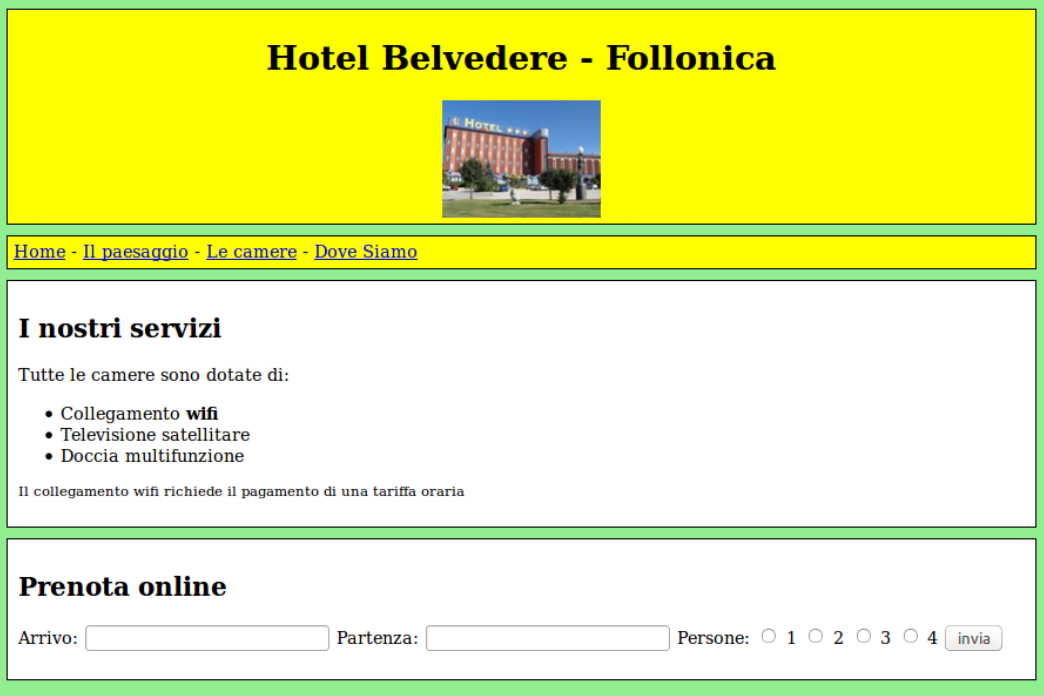 Hotel Belvedere - Follonica
HOTEL ★★★
Home - Il paesaggio - Le camere - Dove Siamo
I nostri servizi
Tutte le camere sono dotate di:
• Collegamento wifi
• Televisione satellitare
• Doccia multifunzione
Il collegamento wifi richiede il pagamento di una tariffa oraria
Prenota online
Arrivo: Partenza: Persone: 1 2 3 4 invia